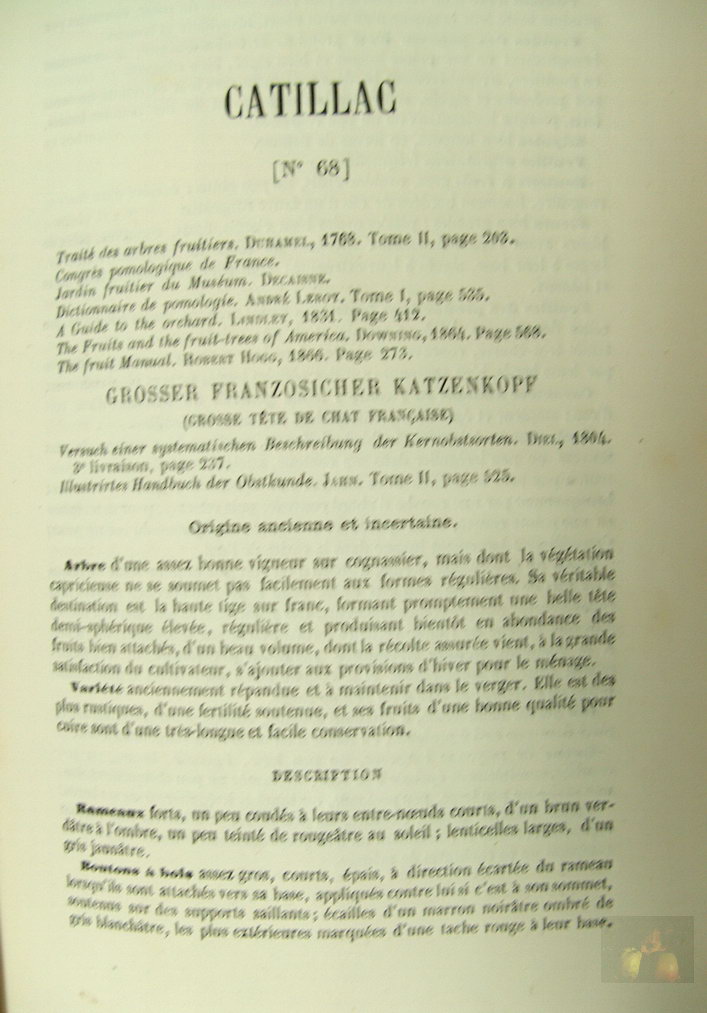 CATILLAC
[N° 68]
Traité des arbres fruitiers. DUHAMEL, 1768. Tome II, page 263.
Congrès pomologique de France.
Jardin fruitier du Muséum. DECAISNE.
Dictionnaire de pomologie. ANDRÉ LEROY. Tome I, page 535.
A Guide to the orchard. LINDLEY, 1831. Page 412.
The Fruits and the fruit-trees of America. DOWNING, 1864. Page 568.
The fruit Manual. ROBERT HOGG, 1866. Page 273.
GROSSER FRANZOSICHER KATZENKOPF
(GROSSE TÊTE DE CHAT FRANÇAISE)
Versuch einer systematischen Beschreibung der Kernobstsorten. DIEL, 1804.
3e livraison, page 237.
Illustrirtes Handbuch der Obstkunde. JAHN. Tome II, page 525.
Origine ancienne et incertaine.
Arbre d'une assez bonne vigueur sur cognassier, mais dont la végétation
capricieuse ne se soumet pas facilement aux formes régulières. Sa véritable
destination est la haute tige sur franc, formant promptement une belle tête
demi-sphérique élevée, régulière et produisant bientôt en abondance des
fruits bien attachés, d'un beau volume, dont la récolte assurée vient, à la grande
satisfaction du cultivateur, s'ajouter aux provisions d'hiver pour le ménage.
Variété anciennement répandue et à maintenir dans le verger. Elle est des
plus rustiques, d'une fertilité soutenue, et ses fruits d'une bonne qualité pour
cuire sont d'une très-longue et facile conservation.
DESCRIPTION
Rameaux forts, un peu coudés à leurs entre-nœuds courts, d'un brun ver-
dâtre à l'ombre, un peu teinté de rougeâtre au soleil ; lenticelles larges, d'un
gris jaunâtre.
Boutons à bois assez gros, courts, épais, à direction écartée du rameau
lorsqu'ils sont attachés vers sa base, appliqués contre lui si c'est à son sommet,
soutenus sur des supports saillants ; écailles d'un marron noirâtre ombré de
gris blanchâtre, les plus extérieures marquées d'une tache rouge à leur base.